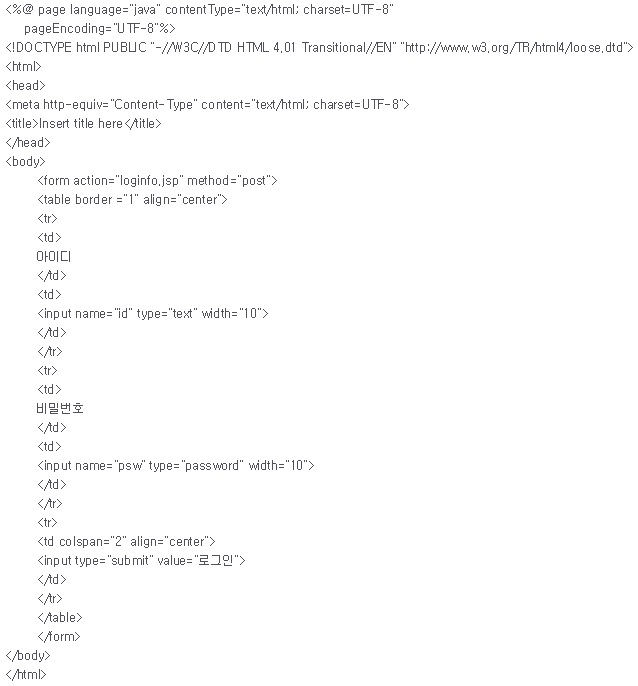 <%@ page language="java" contentType="text/html; charset=UTF-8"
pageEncoding="UTF-8"%>
<!DOCTYPE html PUBLIC "-//W3C//DTD HTML 4.01 Transitional//EN" "http://www.w3.org/TR/html4/loose.dtd">
<html>
<head>
<meta http-equiv="Content-Type" content="text/html; charset=UTF-8">
<title>Insert title here</title>
</head>
<body>
<form action="loginfo.jsp" method="post">
<table border ="1" align="center">
<tr>
<td>
아이디
</td>
<td>
<input name="id" type="text" width="10">
</td>
</tr>
<tr>
<td>
비밀번호
</td>
<td>
<input name="psw" type="password" width="10">
</td>
</tr>
<tr>
<td colspan="2" align="center">
<input type="submit" value="로그인">
</td>
</tr>
</table>
</form>
</body>
</html>